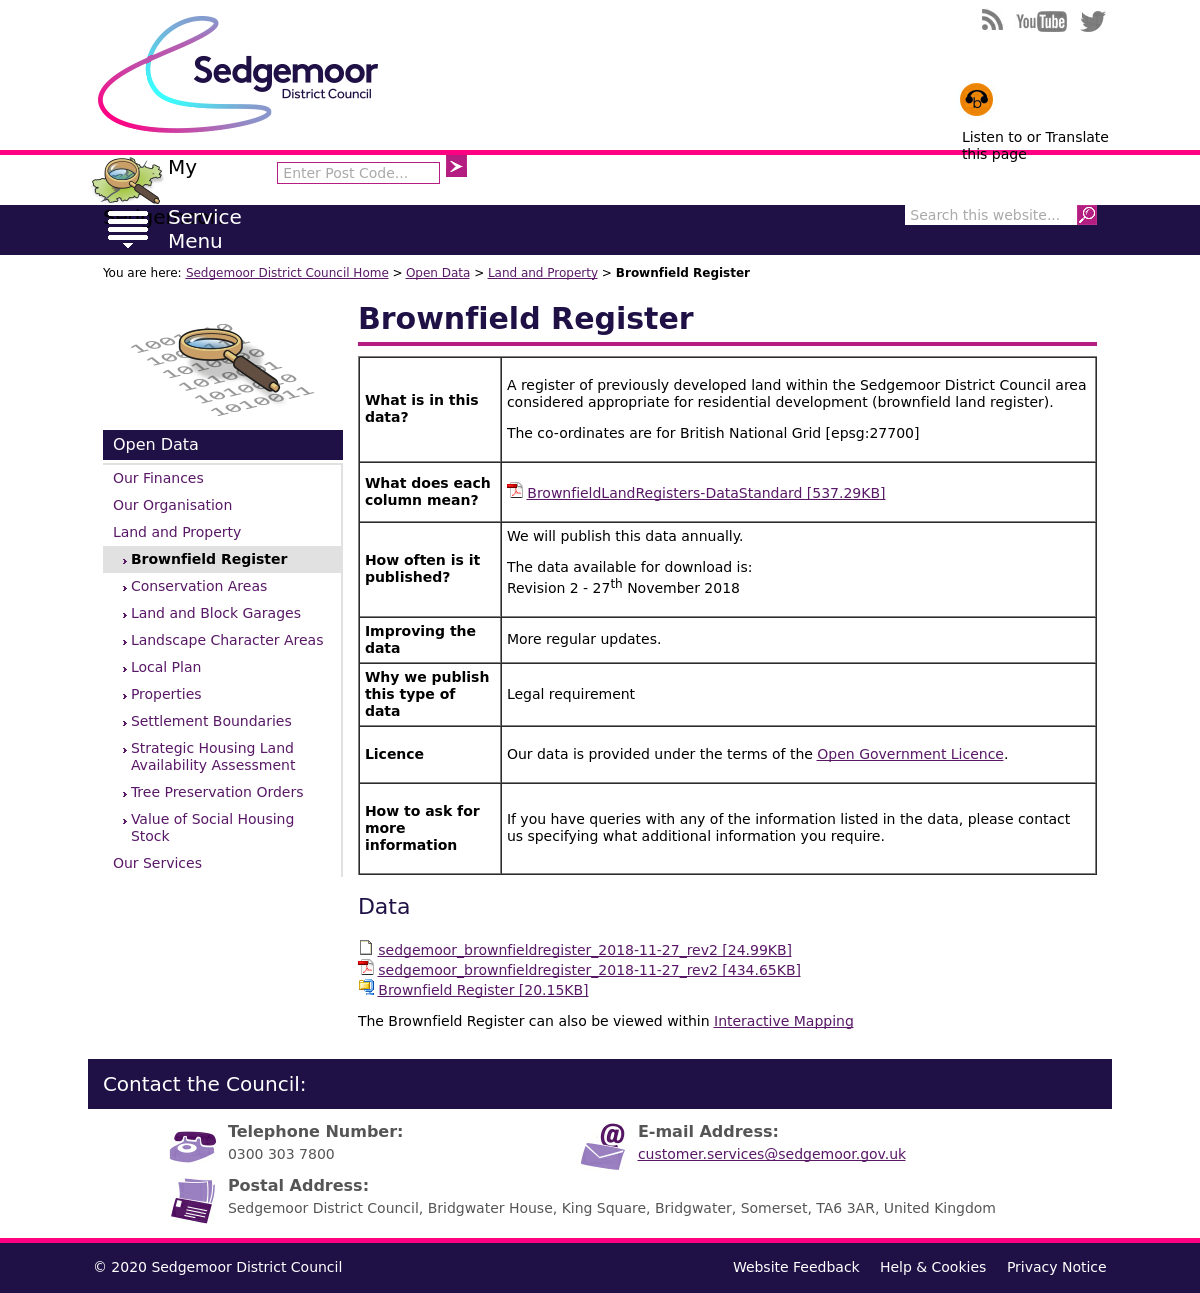 You Tube
Sedgemoor
District Council
Listen to or Translate
this page
My
Enter Post Code...
Service
Menu
Search this website...
You are here: Sedgemoor District Council Home > Open Data > Land and Property > Brownfield Register
Brownfield Register
Open Data
Our Finances
Our Organisation
Land and Property
Brownfield Register
Conservation Areas
Land and Block Garages
Landscape Character Areas
Local Plan
Properties
Settlement Boundaries
Strategic Housing Land
Availability Assessment
Tree Preservation Orders
Value of Social Housing
Stock
Our Services
What is in this
data?
A register of previously developed land within the Sedgemoor District Council area
considered appropriate for residential development (brownfield land register).
The co-ordinates are for British National Grid [epsg:27700]
What does each
column mean?
BrownfieldLandRegisters-DataStandard [537.29KB]
How often is it
published?
We will publish this data annually.
The data available for download is:
Revision 2 - 27th November 2018
Improving the
data
More regular updates.
Why we publish
this type of
data
Legal requirement
Licence
Our data is provided under the terms of the Open Government Licence.
How to ask for
more
information
If you have queries with any of the information listed in the data, please contact
us specifying what additional information you require.
Data
sedgemoor_brownfieldregister_2018-11-27_rev2 [24.99KB]
sedgemoor_brownfieldregister_2018-11-27_rev2 [434.65KB]
Brownfield Register [20.15KB]
The Brownfield Register can also be viewed within Interactive Mapping
Contact the Council:
Telephone Number:
0300 303 7800
E-mail Address:
customer.services@sedgemoor.gov.uk
Postal Address:
Sedgemoor District Council, Bridgwater House, King Square, Bridgwater, Somerset, TA6 3AR, United Kingdom
© 2020 Sedgemoor District Council
Website Feedback
Help & Cookies
Privacy Notice